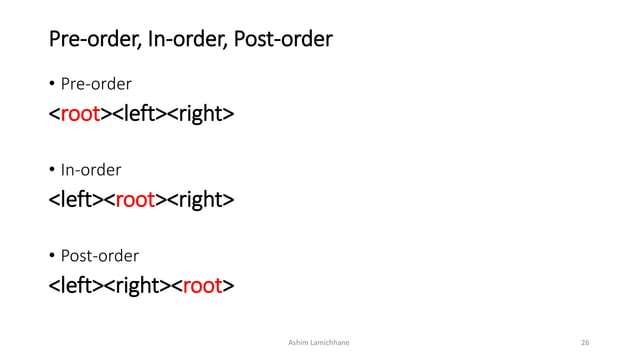 Pre-order, In-order, Post-order
• Pre-order
<root><left><right>
• In-order
<left><root><right>
• Post-order
<left><right><root>
Ashim Lamichhane
26